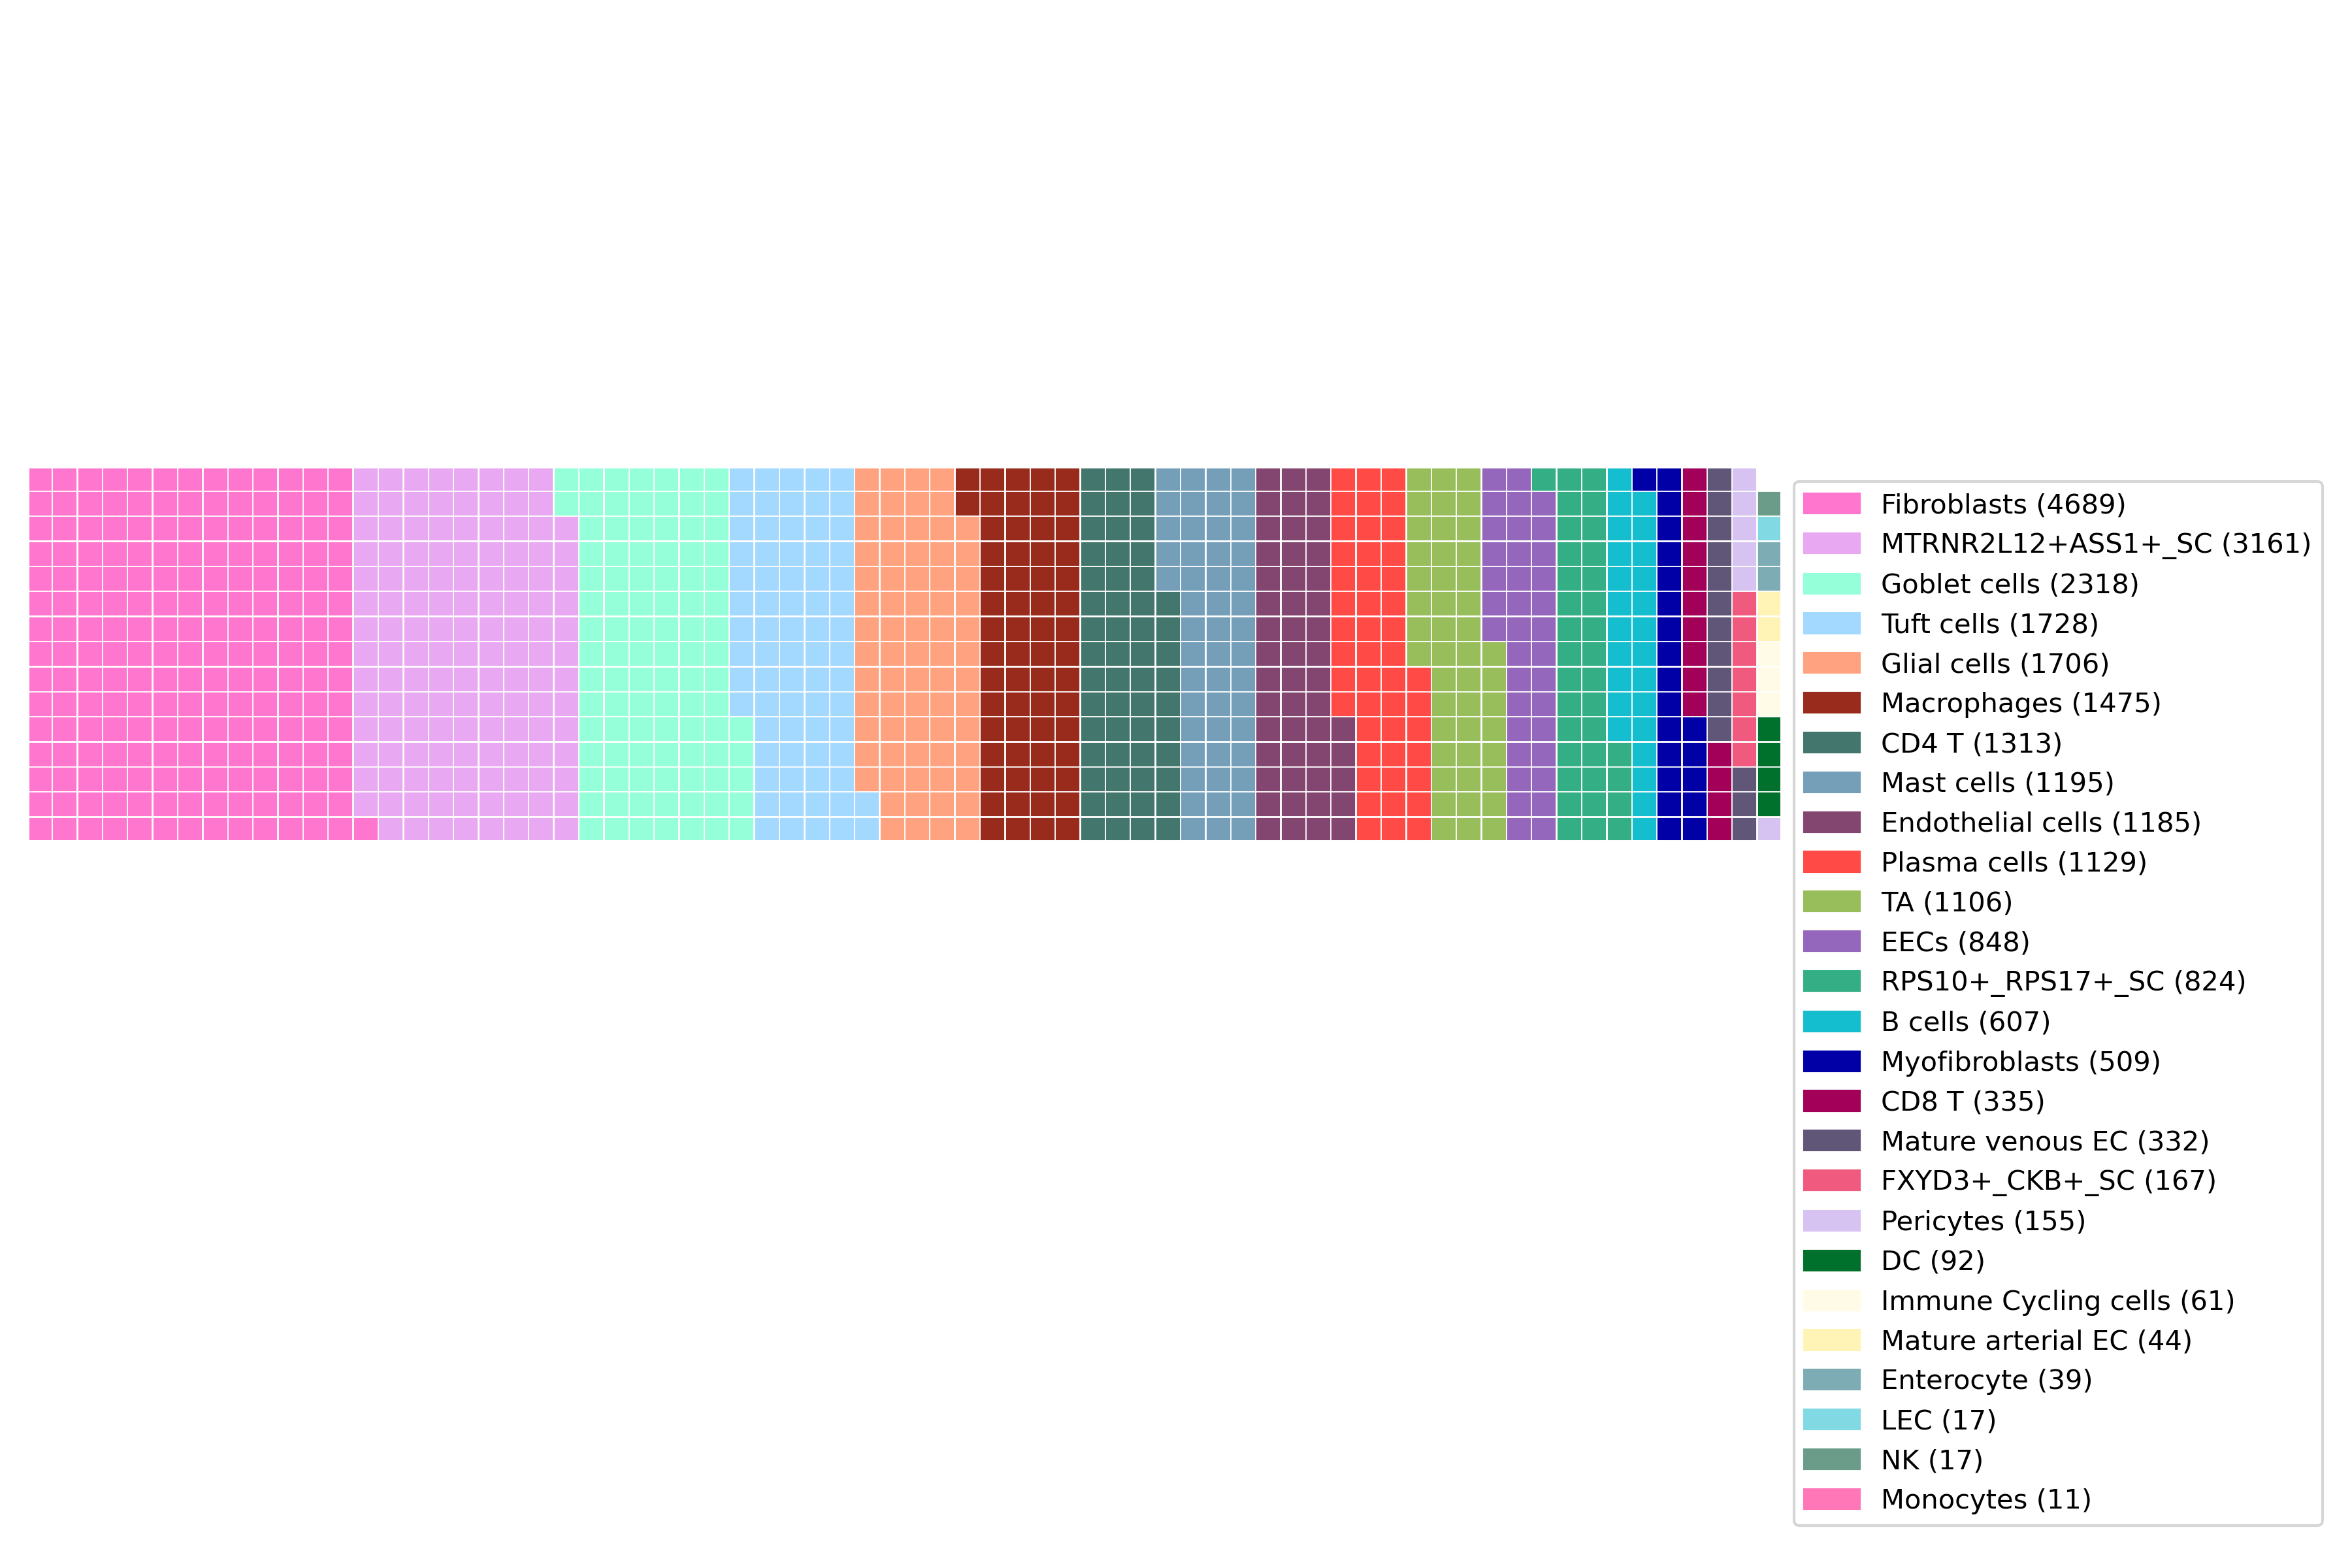 Fibroblasts (4689)
MTRNR2L12+ASS1+_SC (3161)
Goblet cells (2318)
Tuft cells (1728)
Glial cells (1706)
Macrophages (1475)
CD4 T (1313)
Mast cells (1195)
Endothelial cells (1185)
Plasma cells (1129)
TA (1106)
EECs (848)
RPS10+_RPS17+_SC (824)
B cells (607)
Myofibroblasts (509)
CD8 T (335)
Mature venous EC (332)
FXYD3+_CKB+_SC (167)
Pericytes (155)
DC (92)
Immune Cycling cells (61)
Mature arterial EC (44)
Enterocyte (39)
LEC (17)
NK (17)
Monocytes (11)